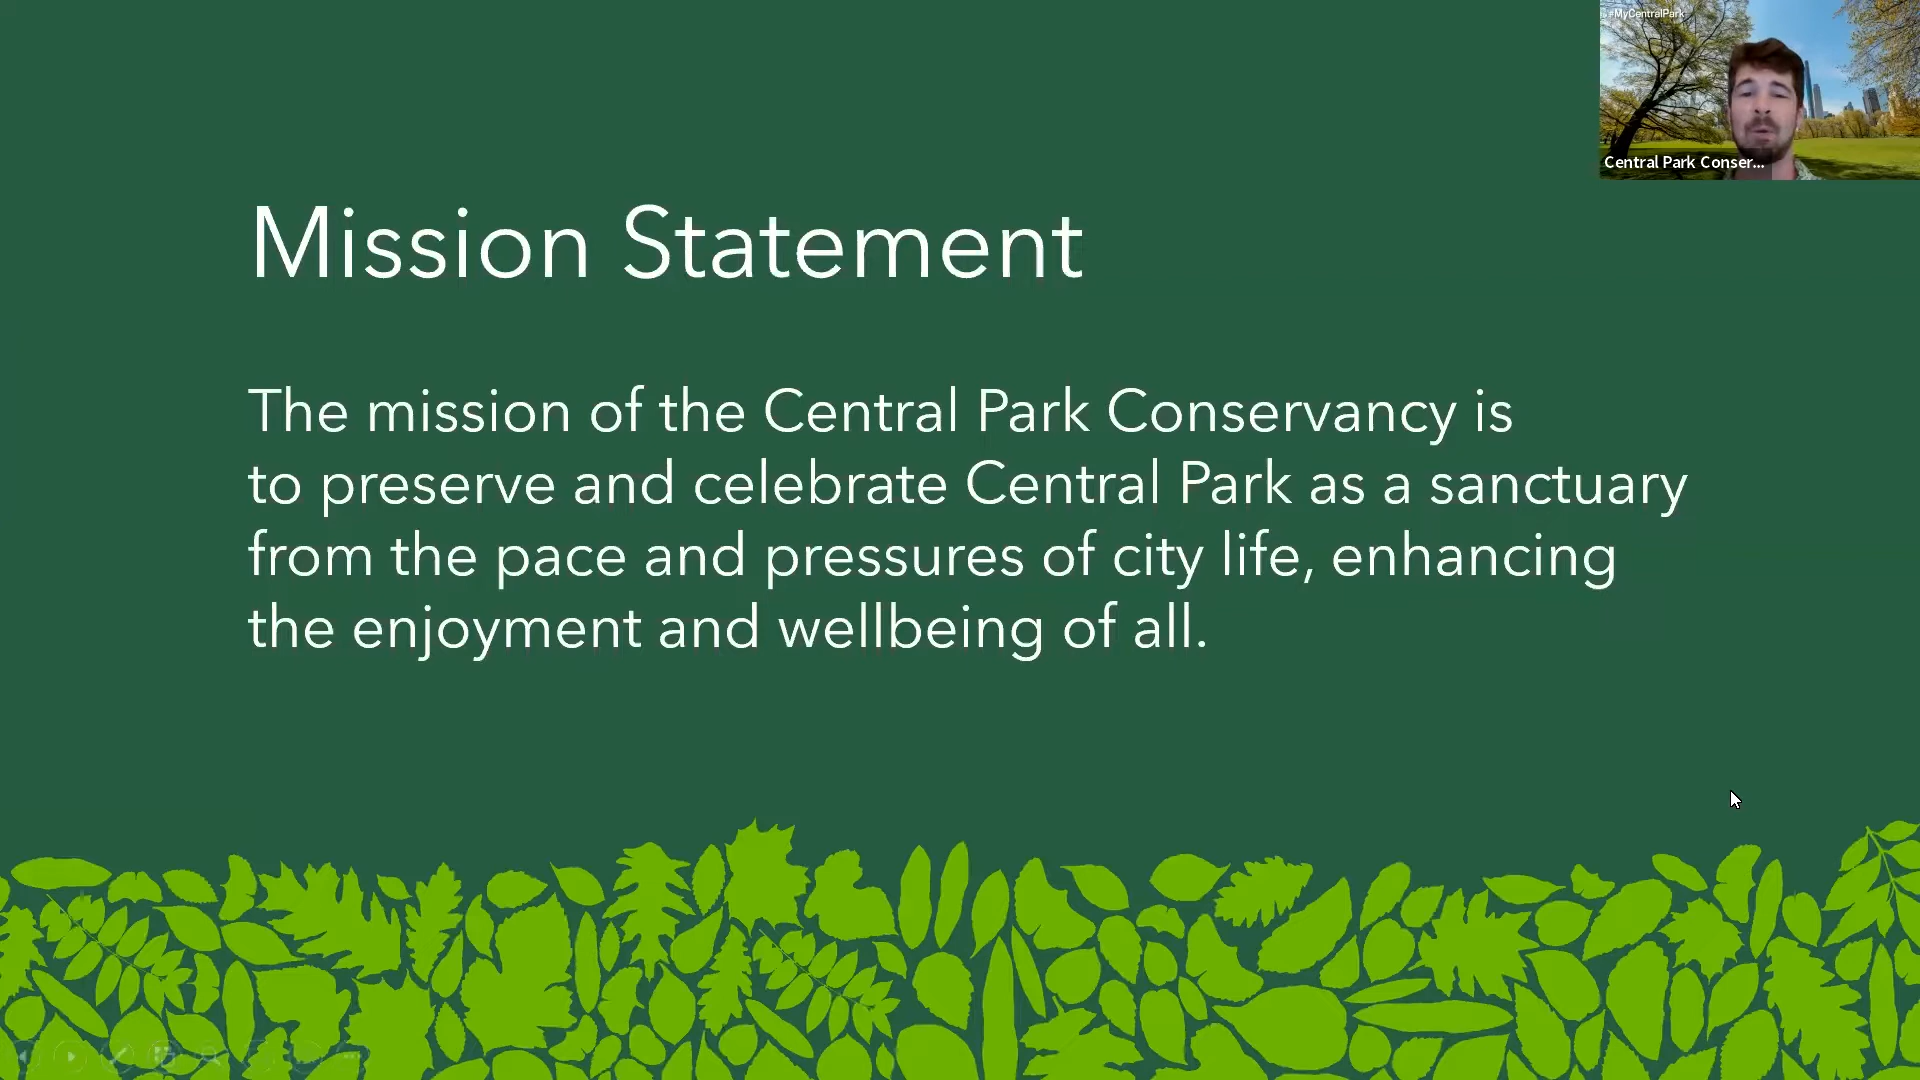 #MyCentralPark
Central Park Conser...
Mission Statement
The mission of the Central Park Conservancy is
to preserve and celebrate Central Park as a sanctuary
from the pace and pressures of city life, enhancing
the enjoyment and wellbeing of all.